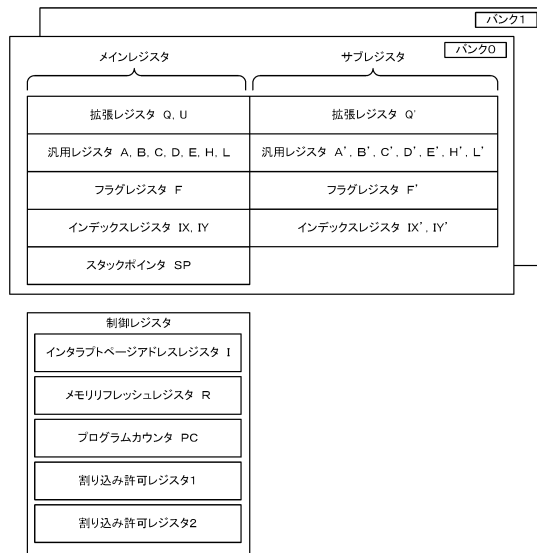 バンク1
バンク0
メインレジスタ
サブレジスタ
拡張レジスタ Q, U
拡張レジスタ Q'
汎用レジスタ A, B, C, D, E, H, L
汎用レジスタ A', B', C', D', E', H', L'
フラグレジスタ F
フラグレジスタ F'
インデックスレジスタ IX, IY
インデックスレジスタ IX', IY'
スタックポインタ SP
制御レジスタ
インタラプトページアドレスレジスタ I
メモリリフレッシュレジスタ R
プログラムカウンタ PC
割り込み許可レジスタ1
割り込み許可レジスタ2